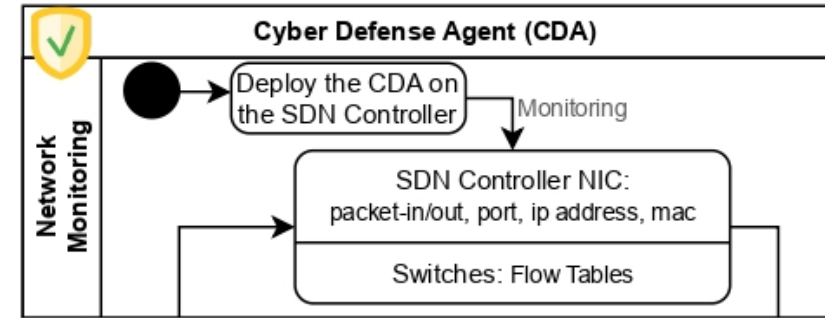 Cyber Defense Agent (CDA)
Network
Monitoring
Deploy the CDA on
the SDN Controller
Monitoring
SDN Controller NIC:
packet-in/out, port, ip address, mac
Switches: Flow Tables